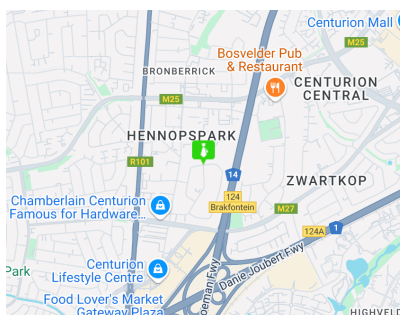 Centurion Mall
M25
Bosvelder Pub
& Restaurant
BRONBERRICK
CENTURION
CENTRAL
M25
HENNOPSPARK
R101
14
ZWARTKOP
124
Brakfontein
M27
Chamberlain Centurion
Famous for Hardware...
124A
1
Danie Joubert Fwy
Park
Centurion
Lifestyle Centre
oeman Fwy
Food Lover's Market
Gateway Plaza
HIGHVELD